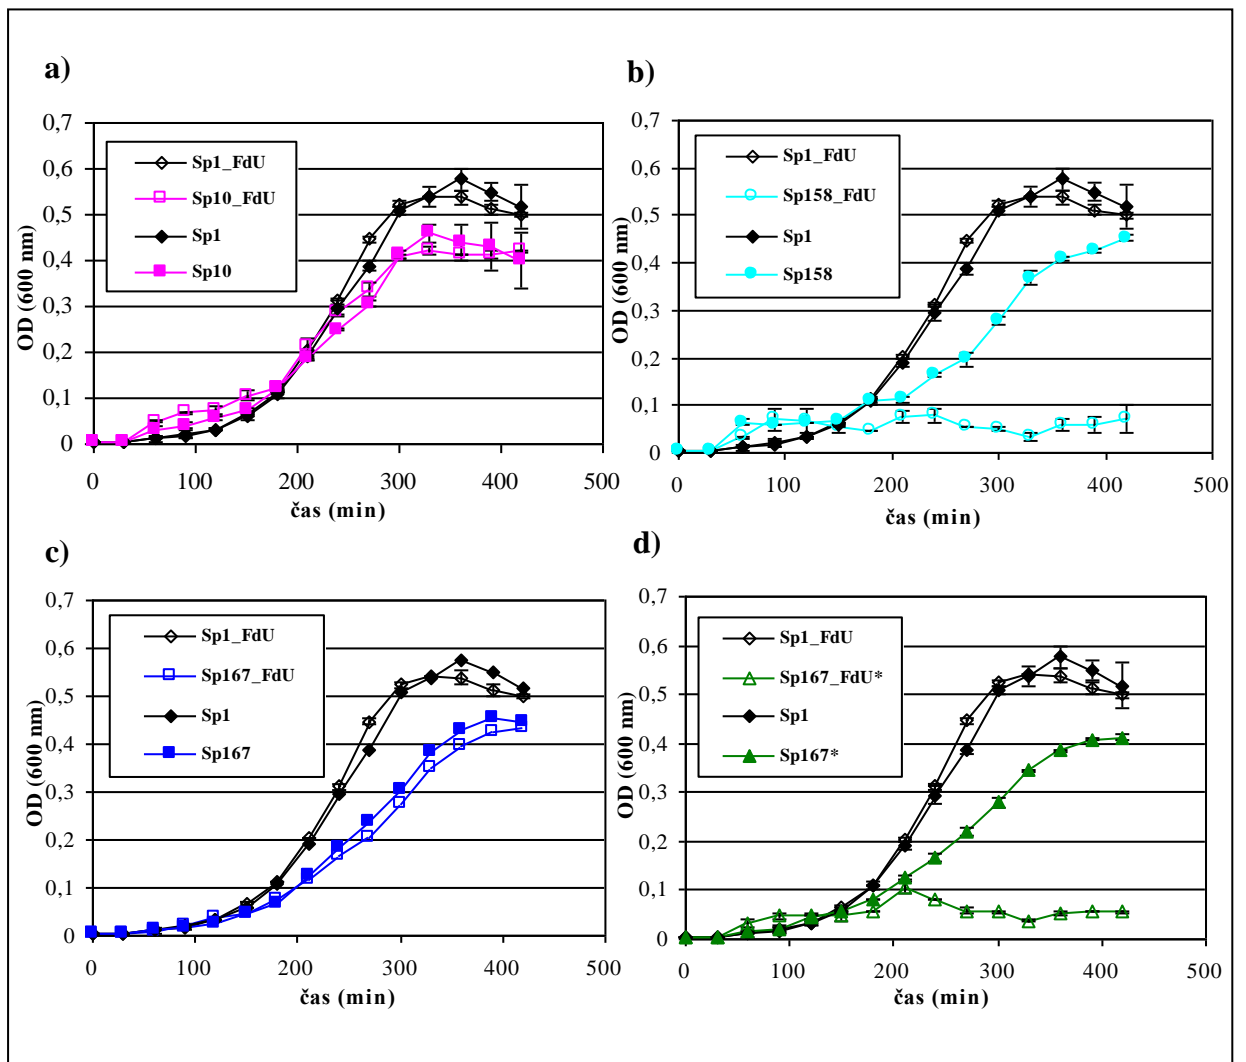 a)
OD (600 nm)
0,7
0,6
0,5
0,4
0,3
0,2
0,1
0
Sp1_FdU
Sp10_FdU
Sp1
Sp10
0 100 200 300 400 500
čas (min)
b)
OD (600 nm)
0,7
0,6
0,5
0,4
0,3
0,2
0,1
0
Sp1_FdU
Sp158_FdU
Sp1
Sp158
0 100 200 300 400 500
čas (min)
c)
OD (600 nm)
0,7
0,6
0,5
0,4
0,3
0,2
0,1
0
Sp1_FdU
Sp167_FdU
Sp1
Sp167
0 100 200 300 400 500
čas (min)
d)
OD (600 nm)
0,7
0,6
0,5
0,4
0,3
0,2
0,1
0
Sp1_FdU
Sp167_FdU*
Sp1
Sp167*
0 100 200 300 400 500
čas (min)